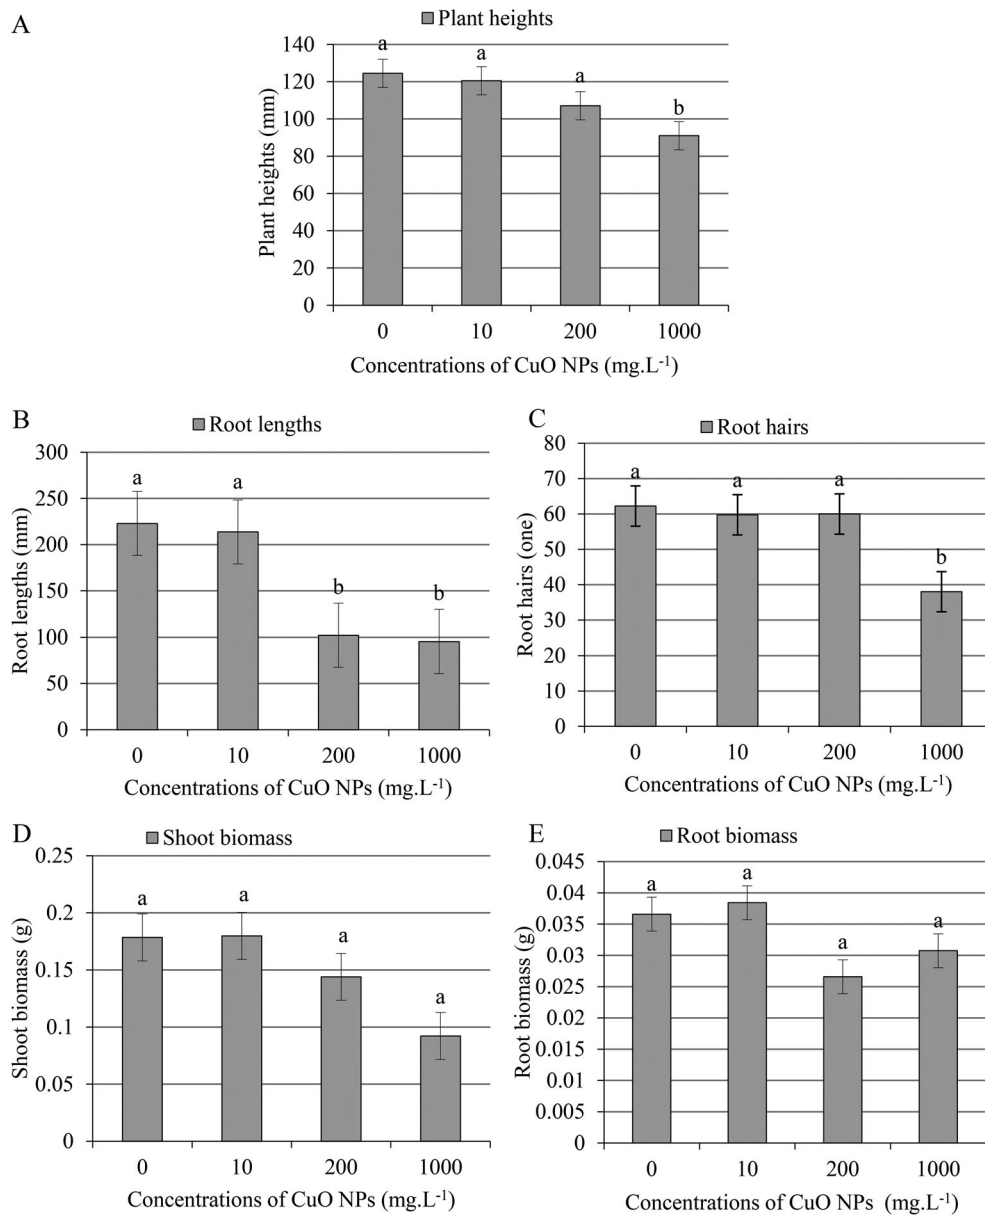 A
Plant heights
Plant heights (mm)
140
120
100
80
60
40
20
0
a
a
a
b
0 10 200 1000
Concentrations of CuO NPs (mg.L-1)
B
Root lengths
Root lengths (mm)
300
250
200
150
100
50
0
a
a
b
b
0 10 200 1000
Concentrations of CuO NPs (mg.L-1)
C
Root hairs
Root hairs (one)
80
70
60
50
40
30
20
10
0
a
a
a
b
0 10 200 1000
Concentrations of CuO NPs (mg.L-1)
D
Shoot biomass
Shoot biomass (g)
0.25
0.2
0.15
0.1
0.05
0
a
a
a
a
0 10 200 1000
Concentrations of CuO NPs (mg.L-1)
E
Root biomass
Root biomass (g)
0.045
0.04
0.035
0.03
0.025
0.02
0.015
0.01
0.005
0
a
a
a
a
0 10 200 1000
Concentrations of CuO NPs (mg.L-1)